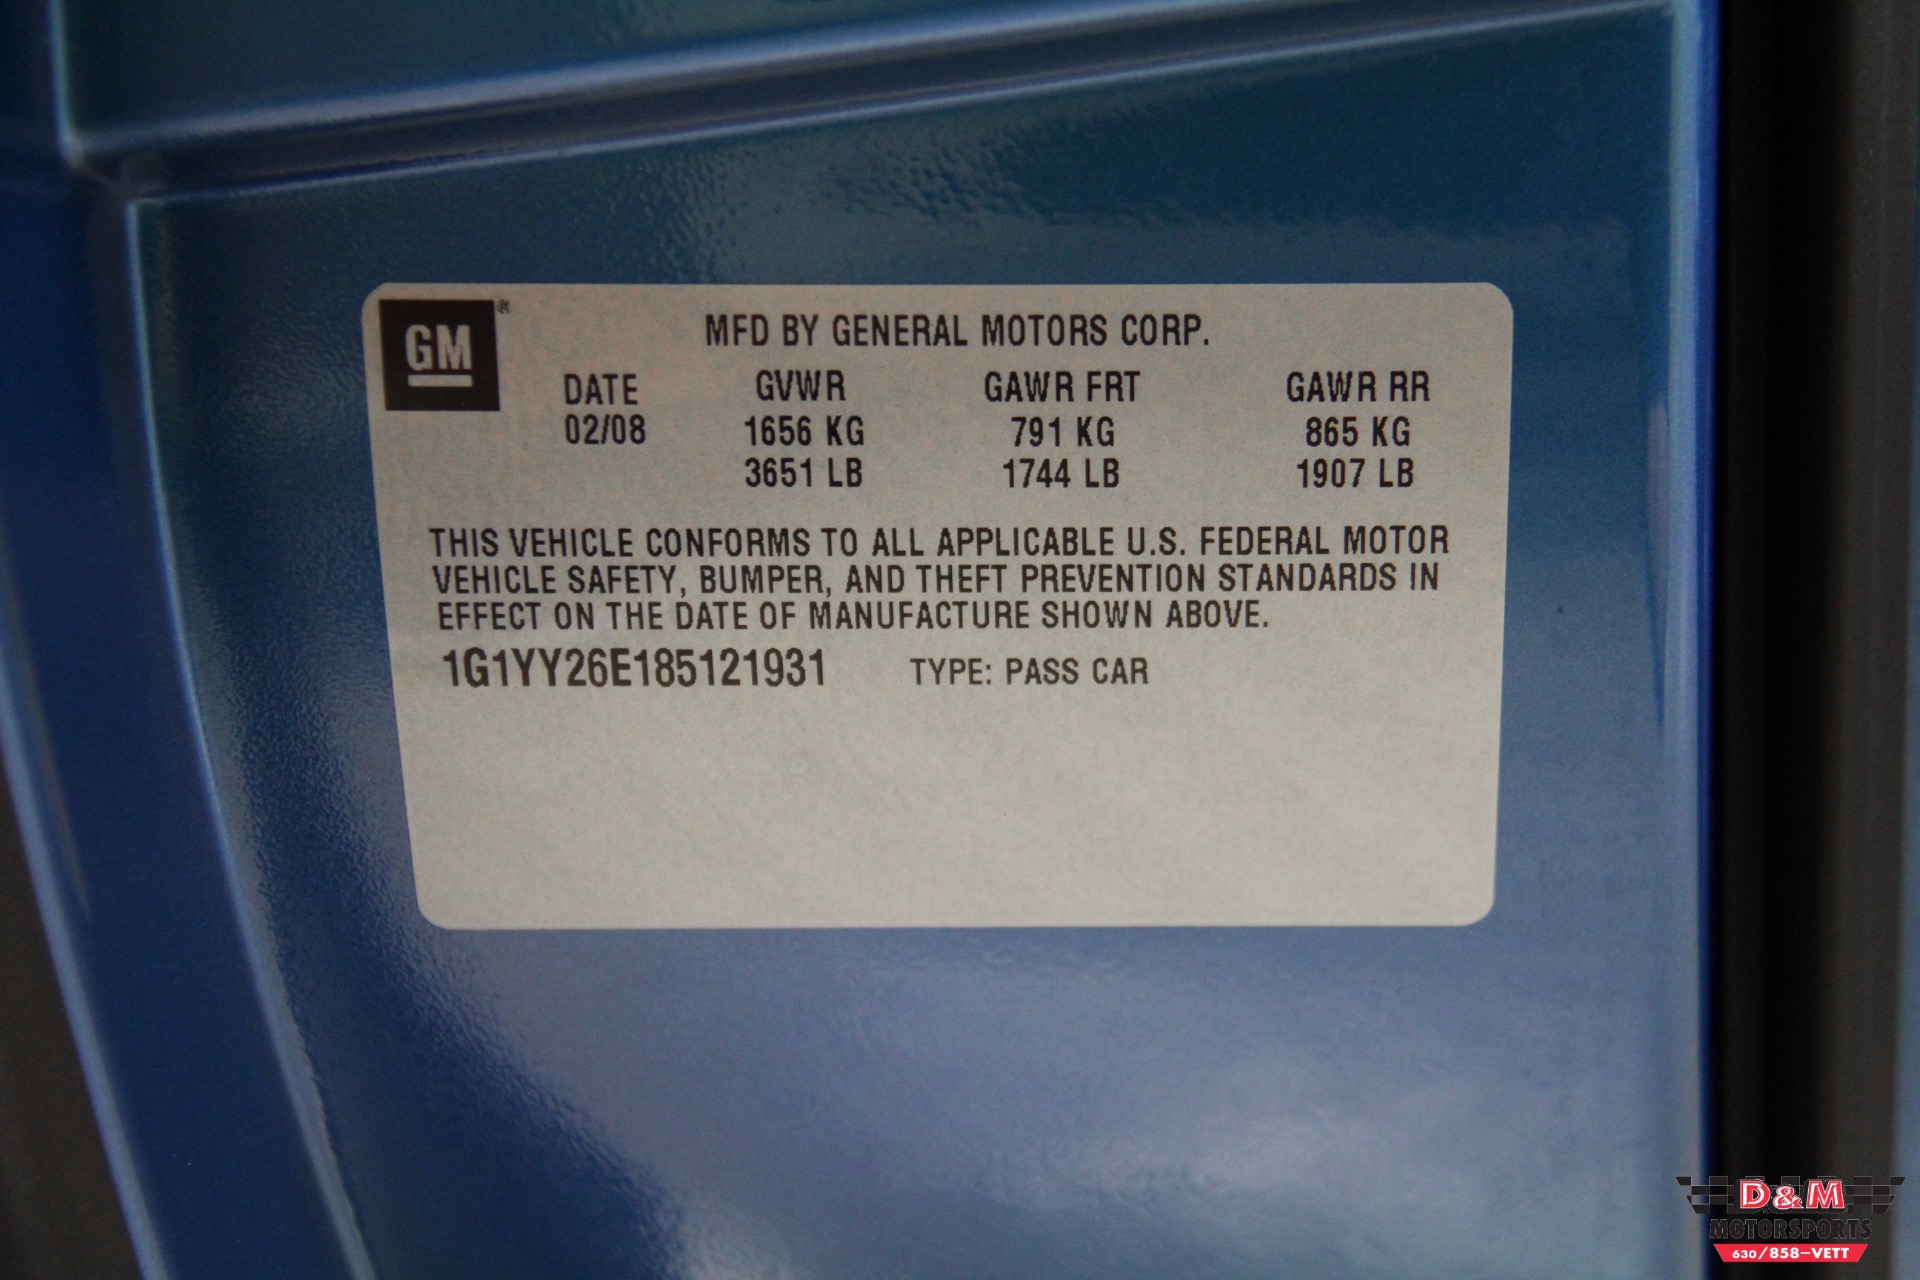 GM®
MFD BY GENERAL MOTORS CORP.
DATE GVWR GAWR FRT GAWR RR
02/08 1656 KG 791 KG 865 KG
3651 LB 1744 LB 1907 LB
THIS VEHICLE CONFORMS TO ALL APPLICABLE U.S. FEDERAL MOTOR
VEHICLE SAFETY, BUMPER, AND THEFT PREVENTION STANDARDS IN
EFFECT ON THE DATE OF MANUFACTURE SHOWN ABOVE.
1G1YY26E185121931 TYPE: PASS CAR
D&M
MOTORSPORTS
630/858-VETT